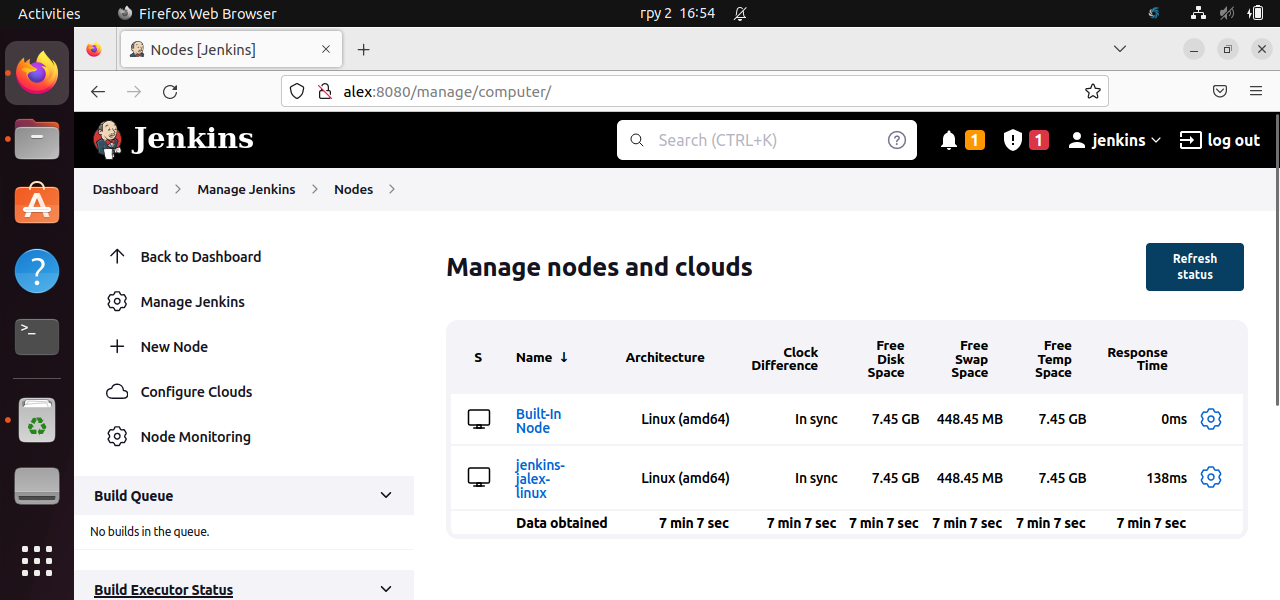 Activities Firefox Web Browser гру 2 16:54
Nodes [Jenkins]
alex:8080/manage/computer/
Jenkins Search (CTRL+K) 1 1 jenkins log out
Dashboard Manage Jenkins Nodes
Back to Dashboard
Manage Jenkins
New Node
Configure Clouds
Node Monitoring
Build Queue
No builds in the queue.
Build Executor Status
Manage nodes and clouds
Refresh
status
S Name ↓ Architecture Clock Difference Free Disk Space Free Swap Space Free Temp Space Response Time
Built-In Node Linux (amd64) In sync 7.45 GB 448.45 MB 7.45 GB 0ms
jenkins-jalex-linux Linux (amd64) In sync 7.45 GB 448.45 MB 7.45 GB 138ms
Data obtained 7 min 7 sec 7 min 7 sec 7 min 7 sec 7 min 7 sec 7 min 7 sec 7 min 7 sec